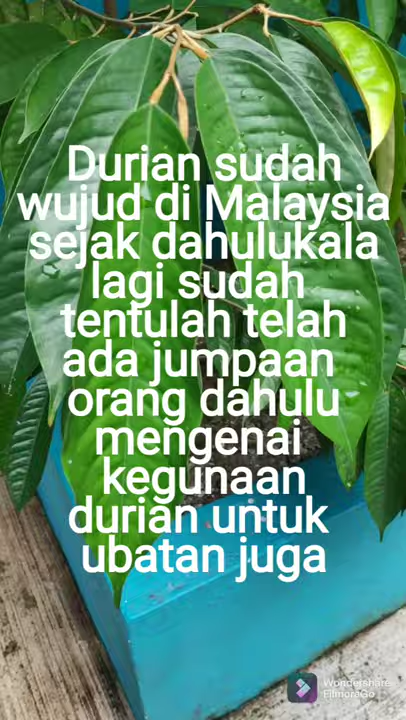 Durian sudah
wujud di Malaysia
sejak dahulukala
lagi sudah
tentulah telah
ada jumpaan
orang dahulu
mengenai
kegunaan
durian untuk
ubatan juga
Wondershare
FilmoraGo